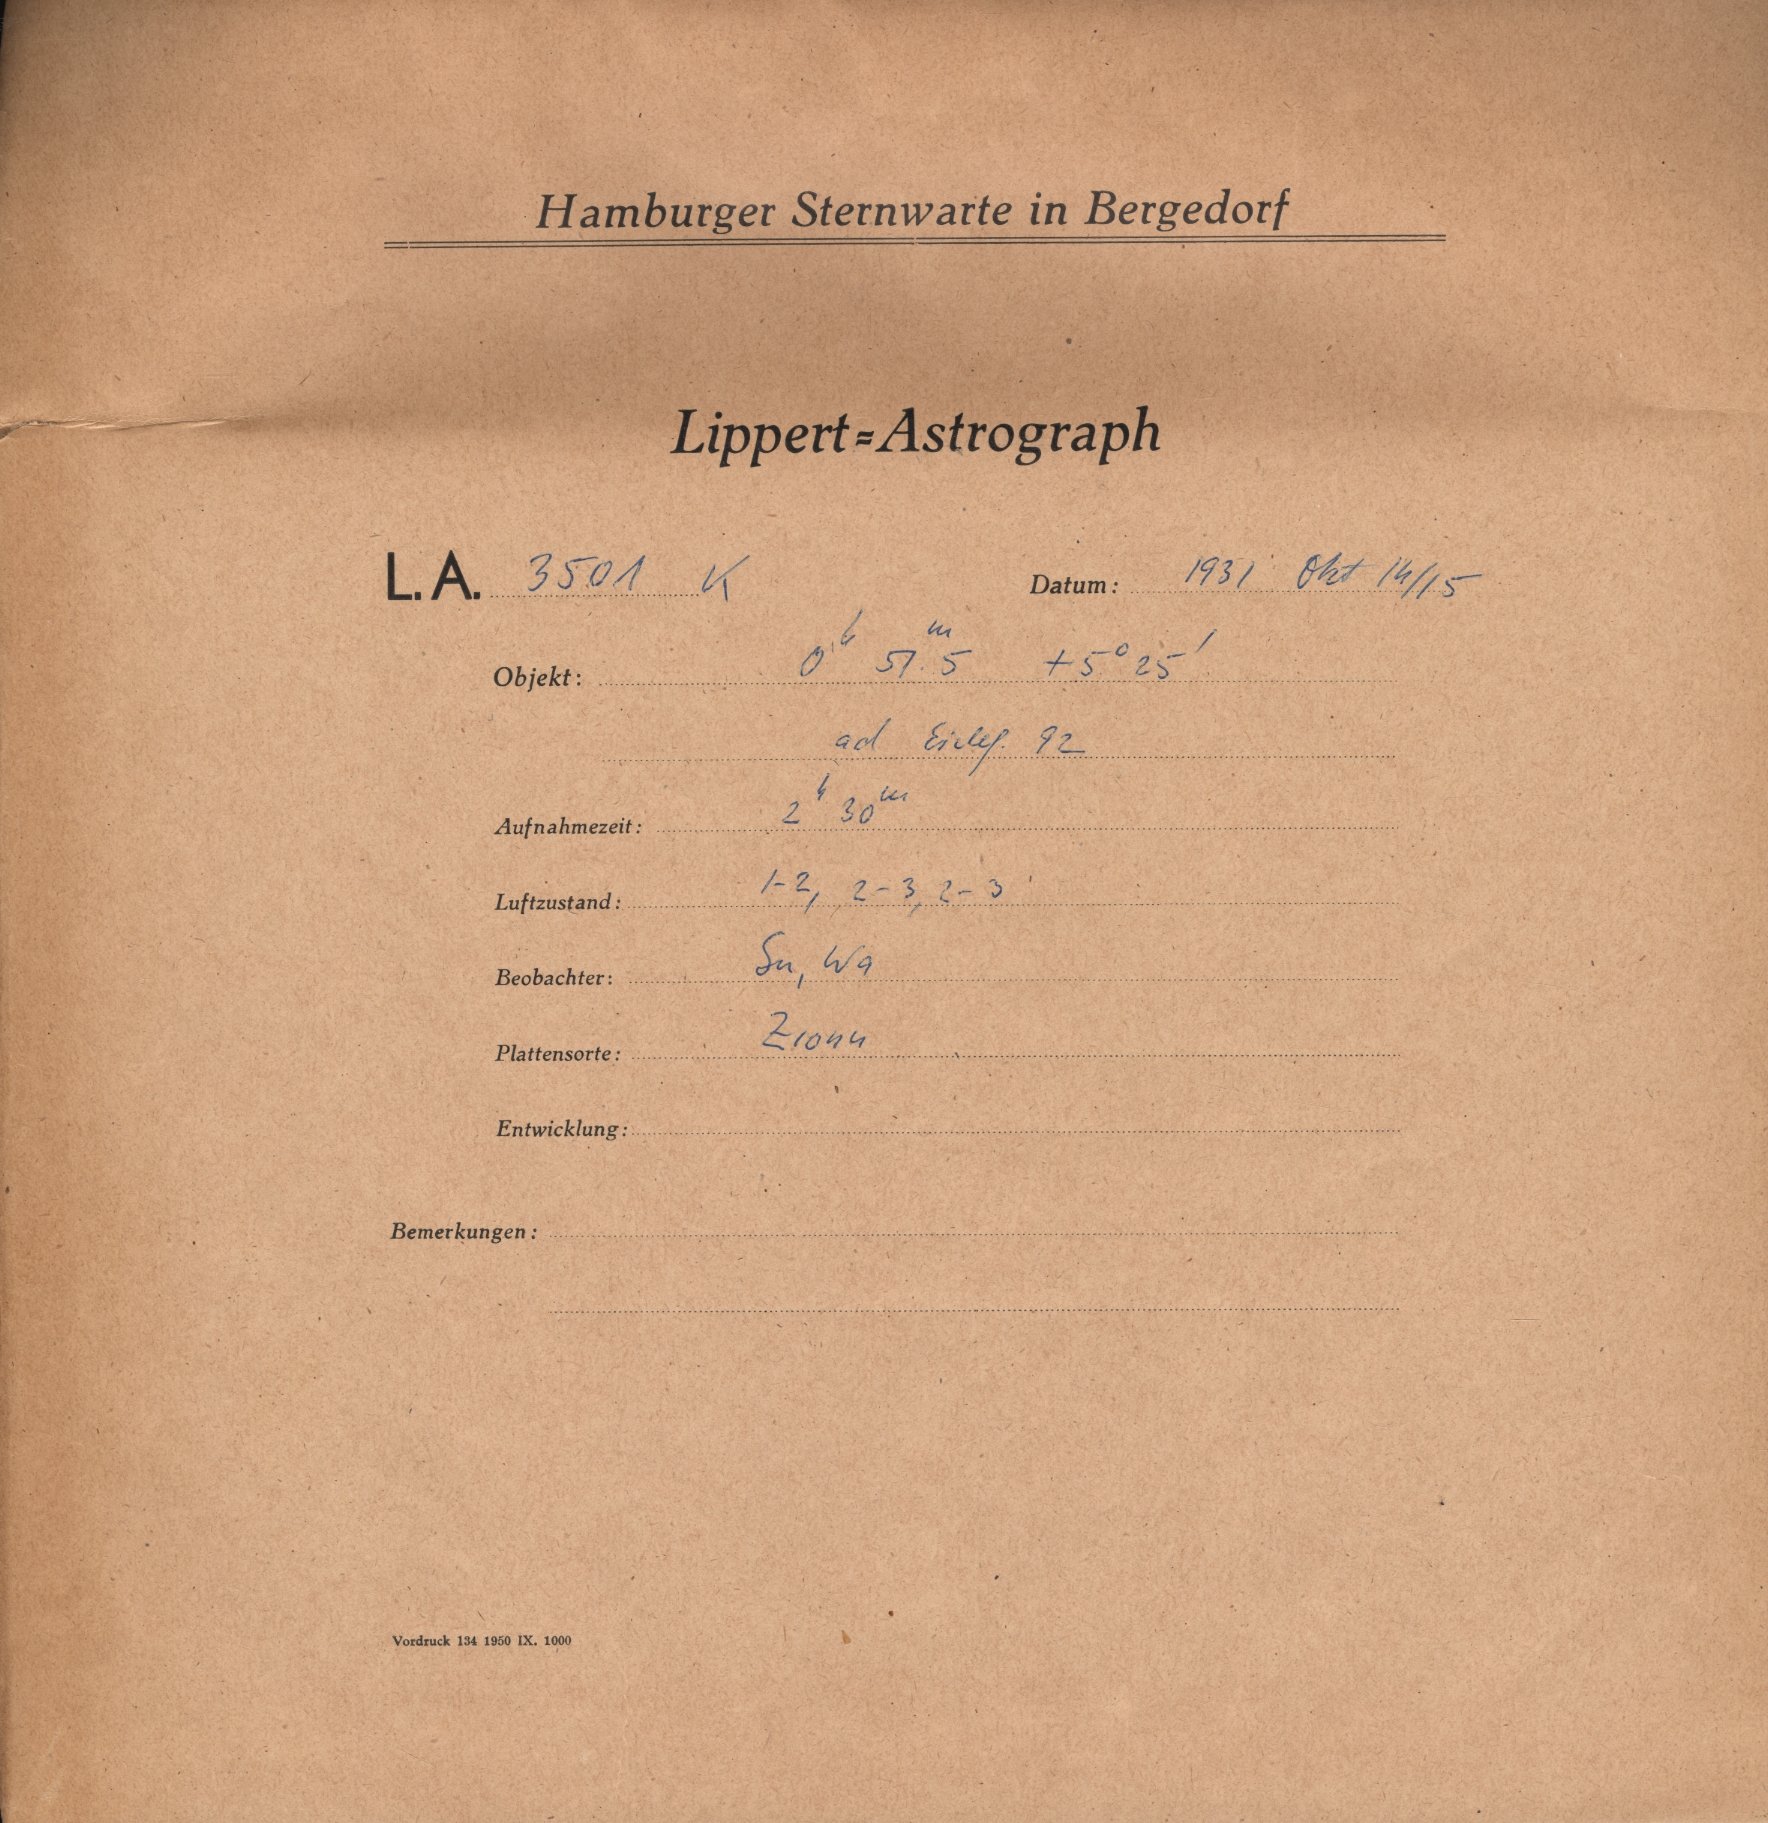 Hamburger Sternwarte in Bergedorf
Lippert=Astrograph
L.A. 3501 K Datum: 1931 Okt 14/15
Objekt: 0h 57m.5 +5° 25'
ad Eichf. 92
Aufnahmezeit: 2h 30m
Luftzustand: 1-2, 2-3, 2-3
Beobachter: Sn, Wa
Plattensorte: Z1044
Entwicklung:
Bemerkungen:
Vordruck 134 1950 IX. 1000